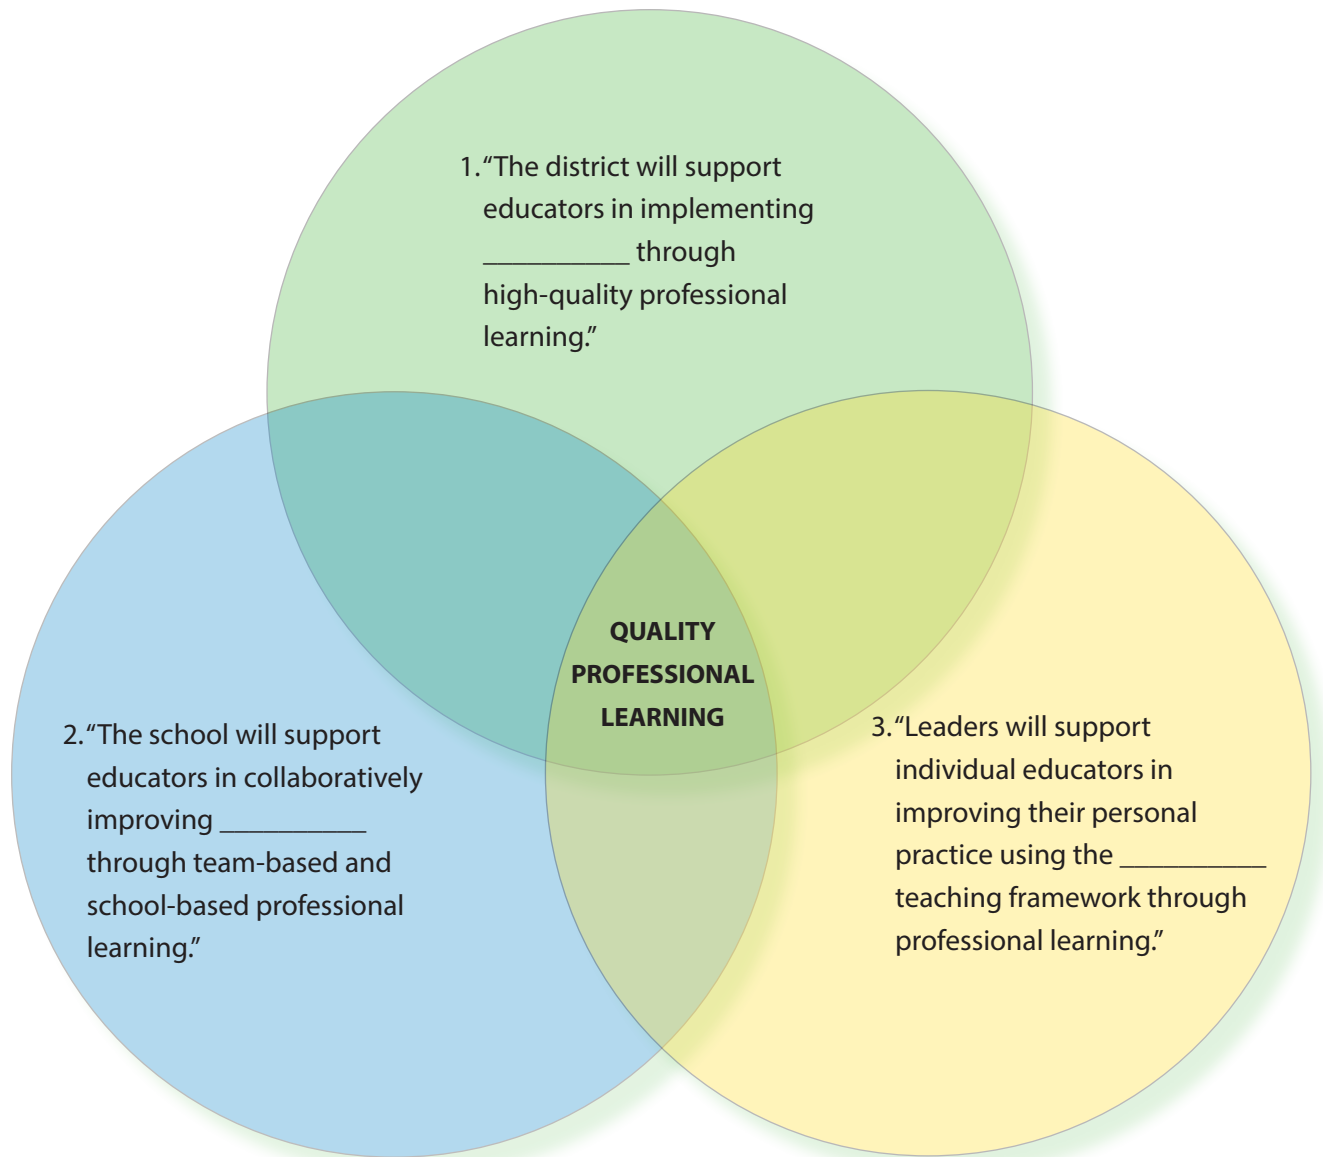 1. “The district will support
educators in implementing
__________ through
high-quality professional
learning.”
QUALITY
PROFESSIONAL
LEARNING
2. “The school will support
educators in collaboratively
improving __________
through team-based and
school-based professional
learning.”
3. “Leaders will support
individual educators in
improving their personal
practice using the __________
teaching framework through
professional learning.”